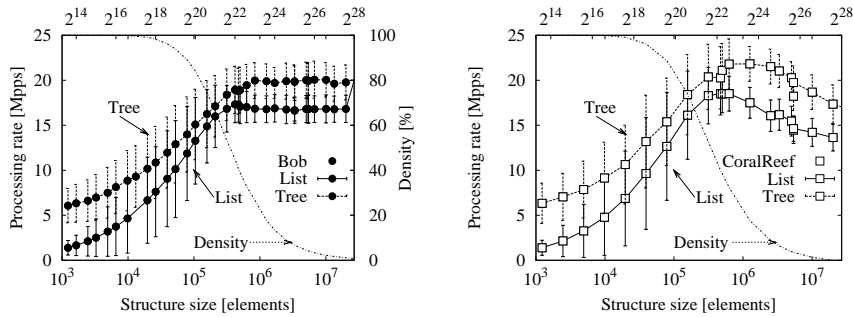 2^14 2^16 2^18 2^20 2^22 2^24 2^26 2^28
Processing rate [Mpps]
25
20
15
10
5
0
Tree
Bob
List
Tree
List
Density
100
80
60
40
20
0
Density [%]
10^3 10^4 10^5 10^6 10^7
Structure size [elements]
2^14 2^16 2^18 2^20 2^22 2^24 2^26 2^28
Processing rate [Mpps]
25
20
15
10
5
0
Tree
CoralReef
List
Tree
List
Density
10^3 10^4 10^5 10^6 10^7
Structure size [elements]